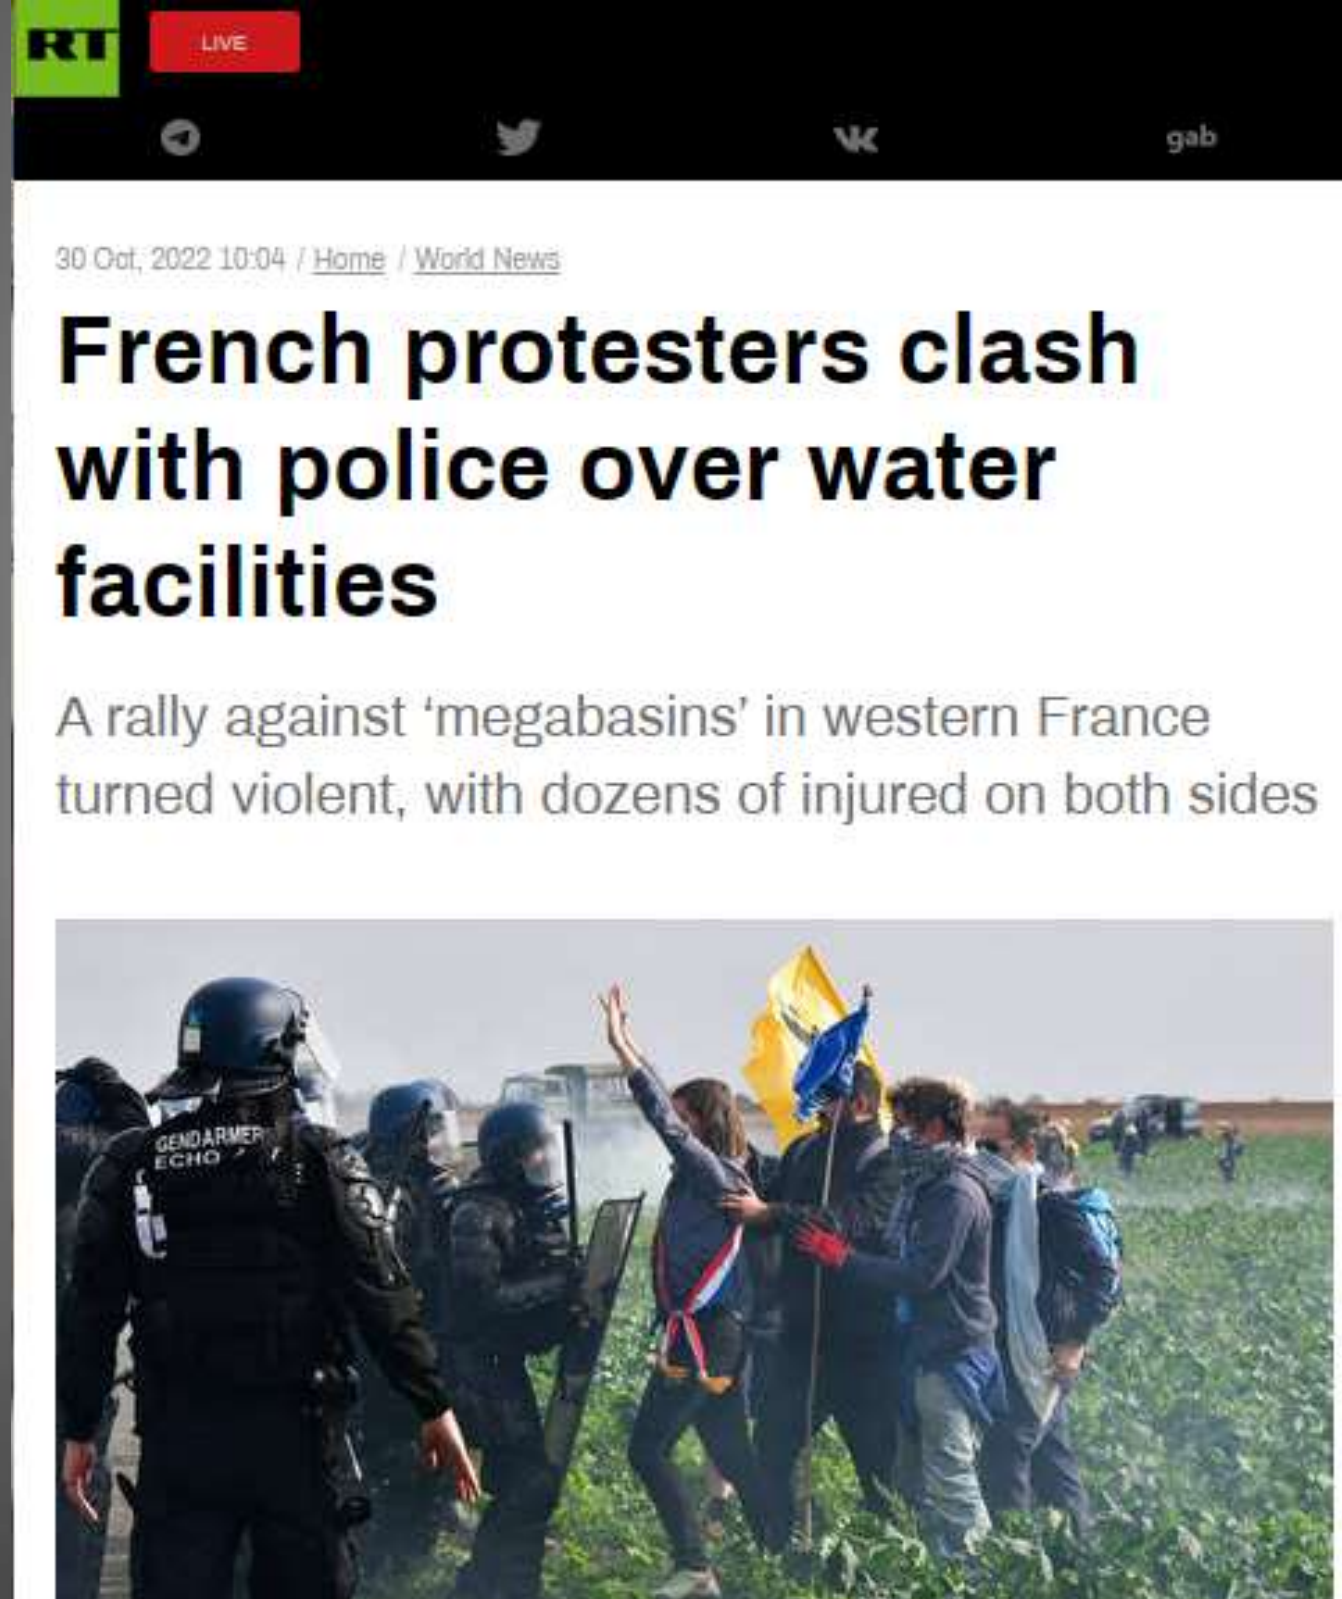 RT
LIVE
gab
30 Oct, 2022 10:04 / Home / World News
French protesters clash
with police over water
facilities
A rally against ‘megabasins’ in western France
turned violent, with dozens of injured on both sides
GENDARMER
ECHO